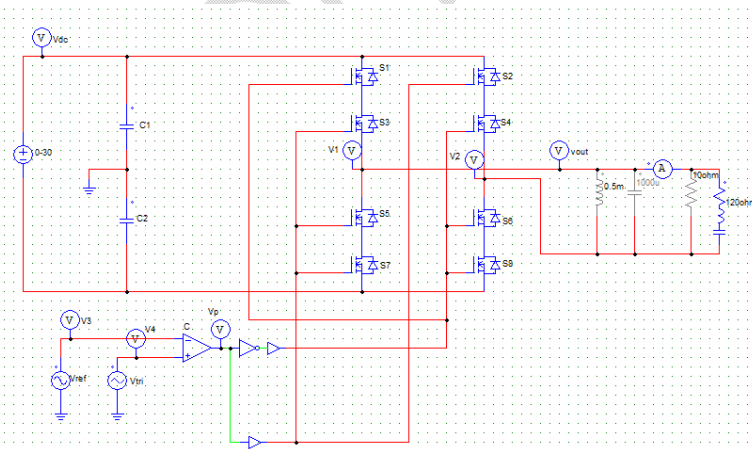 Vdc
S1
S2
C1
S3
S4
V1
V2
vout
0-30
0.5m
1000u
A
10ohm
120ohm
C2
S5
S6
S7
S8
Vp
V3
V4
C
Vref
Vtri